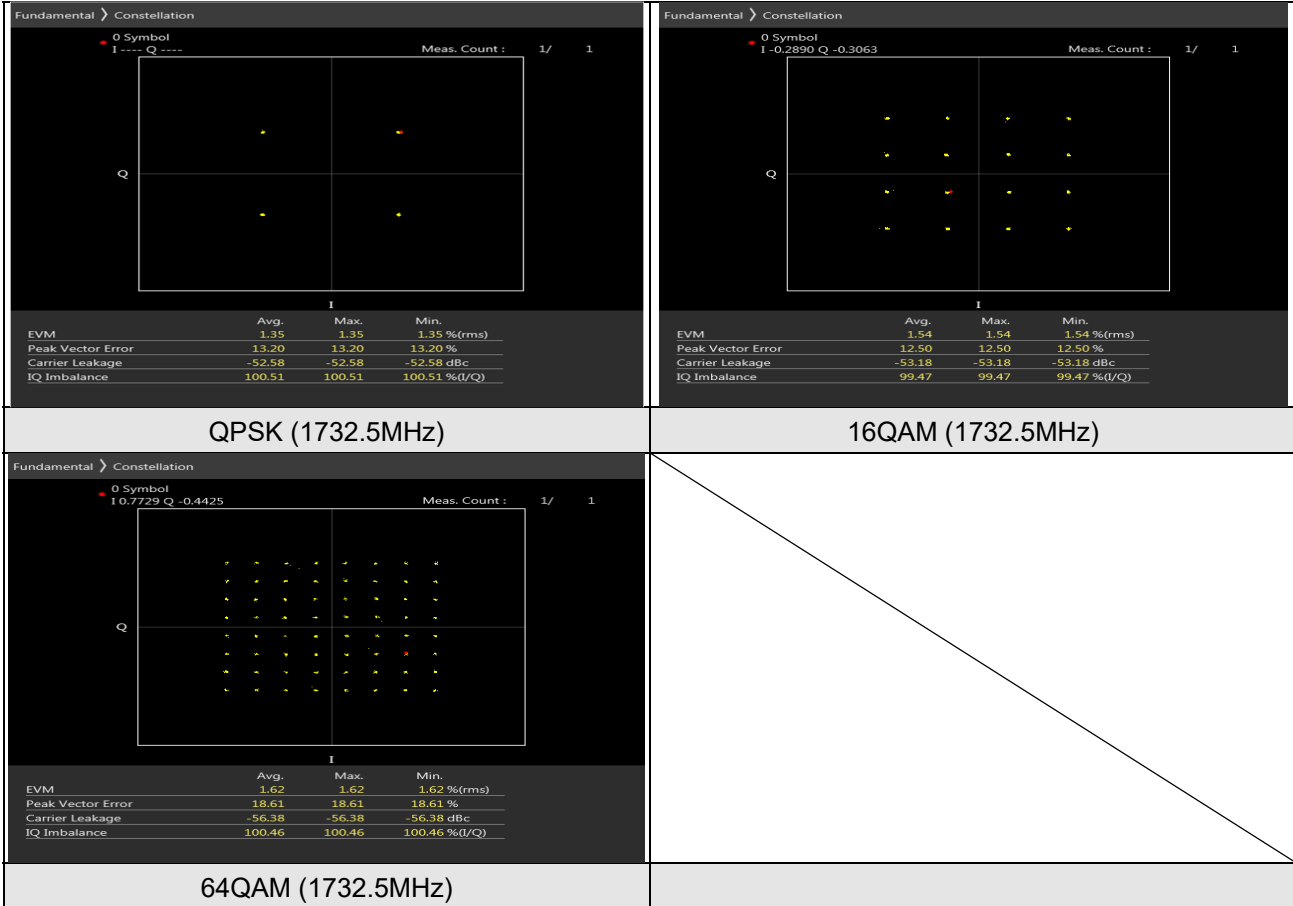 Fundamental ❯ Constellation
0 Symbol
I ---- Q ----
Meas. Count : 1/ 1
Q
I
Avg. Max. Min.
EVM 1.35 1.35 1.35 %(rms)
Peak Vector Error 13.20 13.20 13.20 %
Carrier Leakage -52.58 -52.58 -52.58 dBc
IQ Imbalance 100.51 100.51 100.51 %(I/Q)
QPSK (1732.5MHz)
Fundamental ❯ Constellation
0 Symbol
I -0.2890 Q -0.3063
Meas. Count : 1/ 1
Q
I
Avg. Max. Min.
EVM 1.54 1.54 1.54 %(rms)
Peak Vector Error 12.50 12.50 12.50 %
Carrier Leakage -53.18 -53.18 -53.18 dBc
IQ Imbalance 99.47 99.47 99.47 %(I/Q)
16QAM (1732.5MHz)
Fundamental ❯ Constellation
0 Symbol
I 0.7729 Q -0.4425
Meas. Count : 1/ 1
Q
I
Avg. Max. Min.
EVM 1.62 1.62 1.62 %(rms)
Peak Vector Error 18.61 18.61 18.61 %
Carrier Leakage -56.38 -56.38 -56.38 dBc
IQ Imbalance 100.46 100.46 100.46 %(I/Q)
64QAM (1732.5MHz)